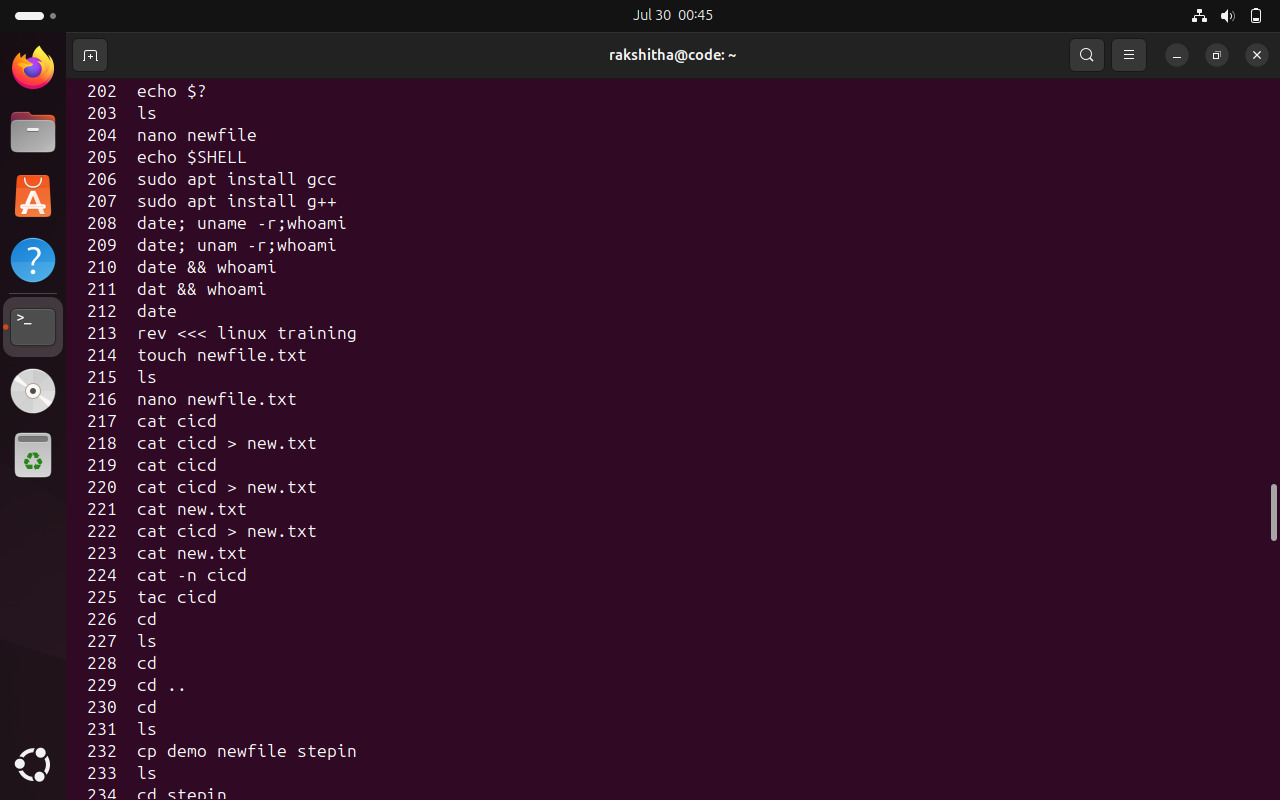 Jul 30 00:45
rakshitha@code: ~
202 echo $?
203 ls
204 nano newfile
205 echo $SHELL
206 sudo apt install gcc
207 sudo apt install g++
208 date; uname -r;whoami
209 date; unam -r;whoami
210 date && whoami
211 dat && whoami
212 date
213 rev <<< linux training
214 touch newfile.txt
215 ls
216 nano newfile.txt
217 cat cicd
218 cat cicd > new.txt
219 cat cicd
220 cat cicd > new.txt
221 cat new.txt
222 cat cicd > new.txt
223 cat new.txt
224 cat -n cicd
225 tac cicd
226 cd
227 ls
228 cd
229 cd ..
230 cd
231 ls
232 cp demo newfile stepin
233 ls
234 cd stepin